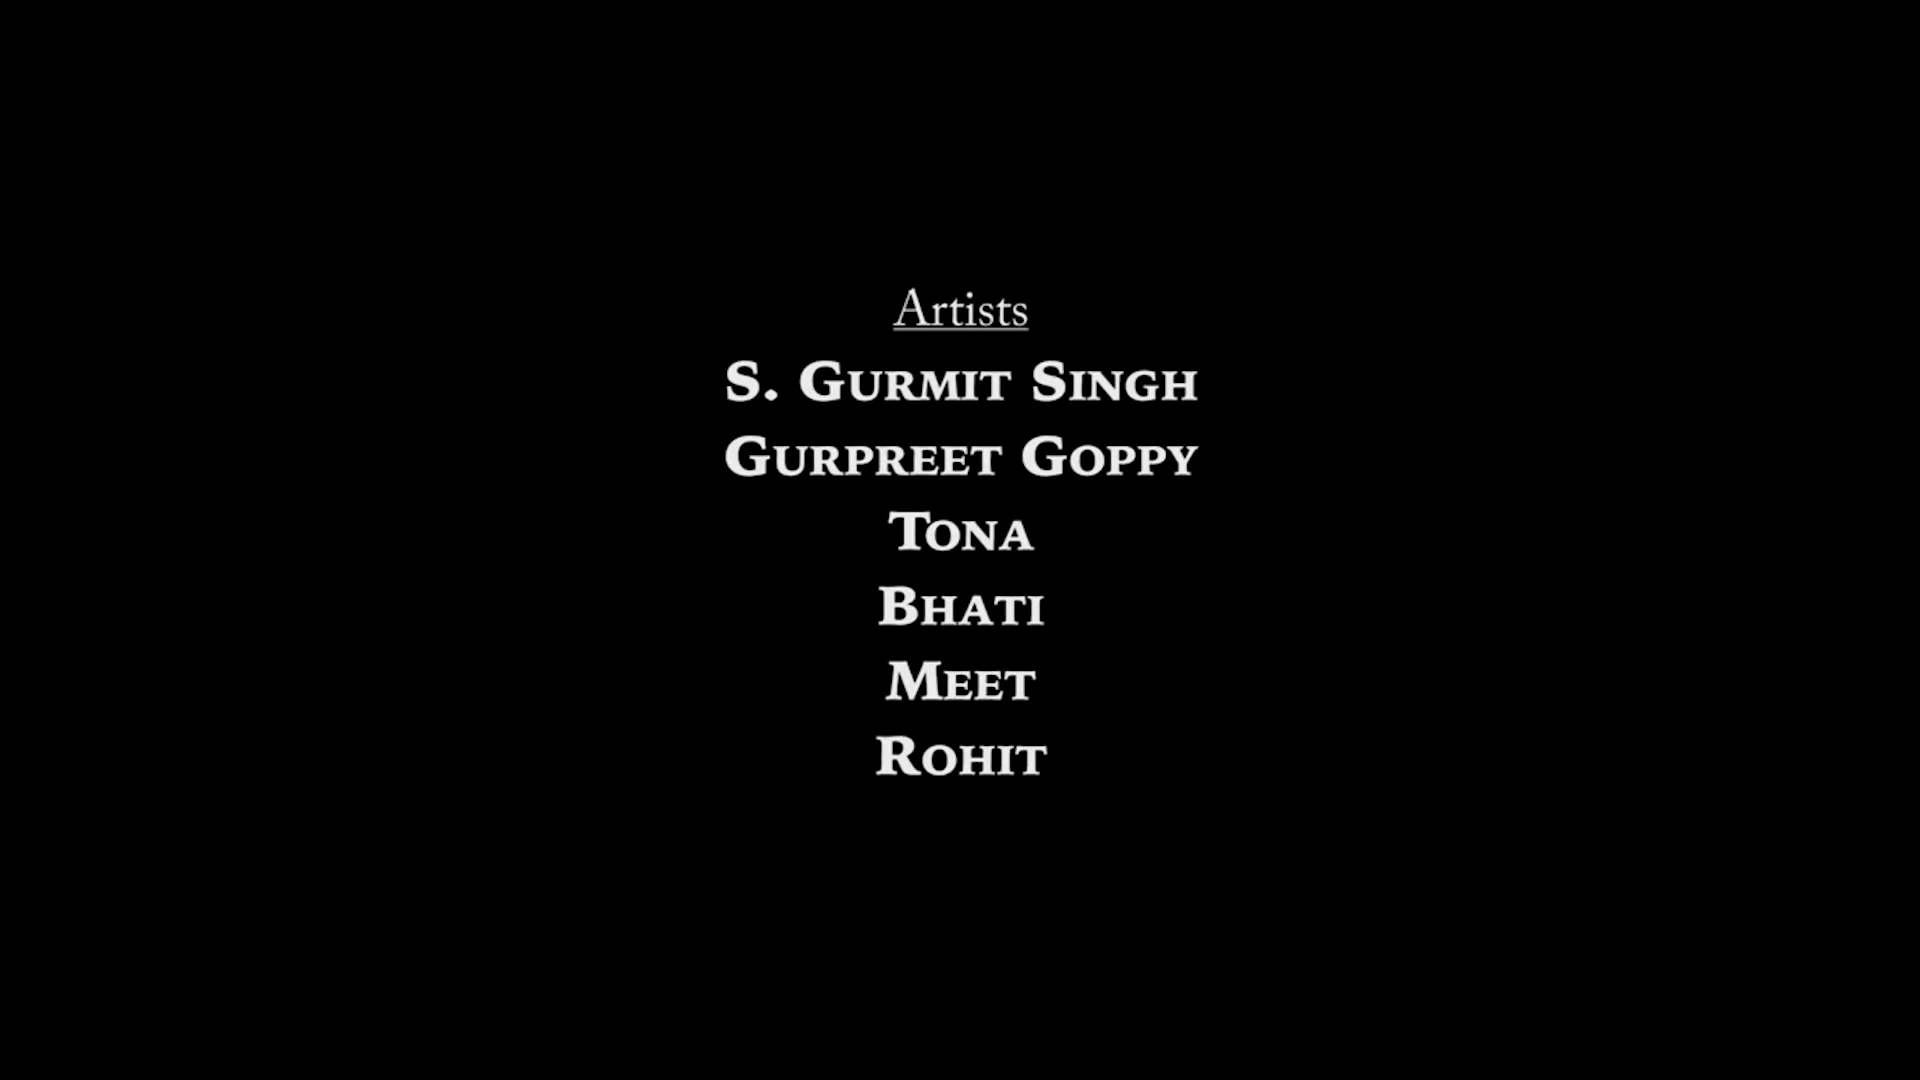 Artists
S. Gurmit Singh
Gurpreet Goppy
Tona
Bhati
Meet
Rohit